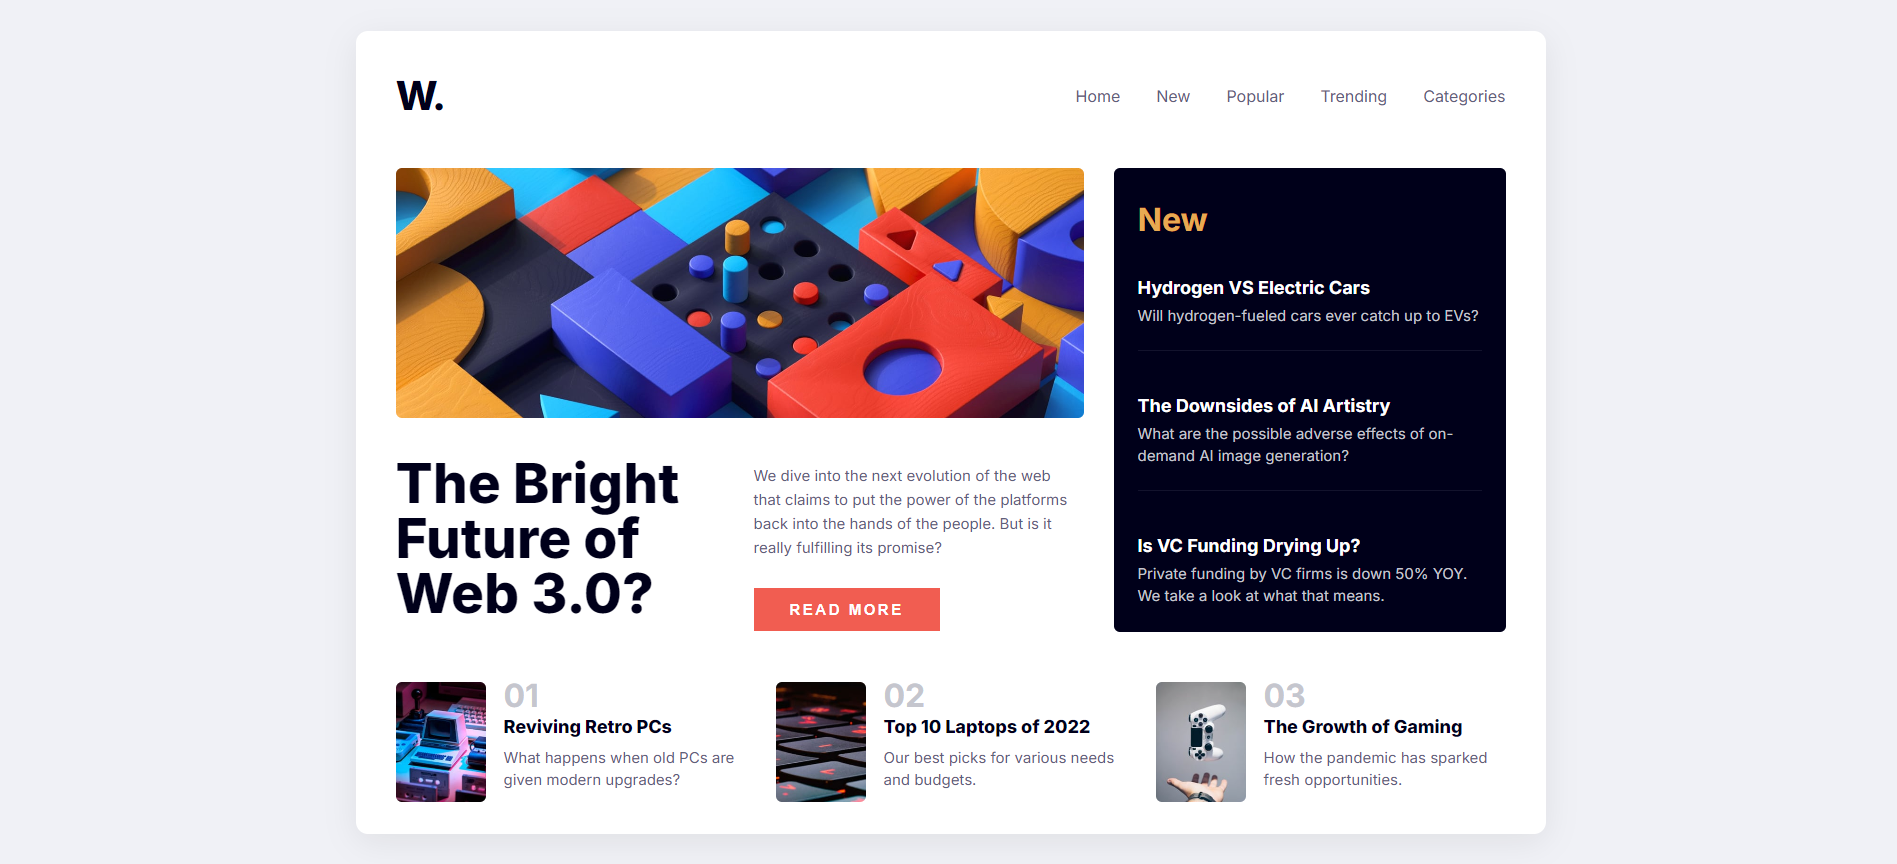 W.
Home
New
Popular
Trending
Categories
The Bright
Future of
Web 3.0?
We dive into the next evolution of the web
that claims to put the power of the platforms
back into the hands of the people. But is it
really fulfilling its promise?
READ MORE
New
Hydrogen VS Electric Cars
Will hydrogen-fueled cars ever catch up to EVs?
The Downsides of AI Artistry
What are the possible adverse effects of on-
demand AI image generation?
Is VC Funding Drying Up?
Private funding by VC firms is down 50% YOY.
We take a look at what that means.
01
Reviving Retro PCs
What happens when old PCs are
given modern upgrades?
02
Top 10 Laptops of 2022
Our best picks for various needs
and budgets.
03
The Growth of Gaming
How the pandemic has sparked
fresh opportunities.